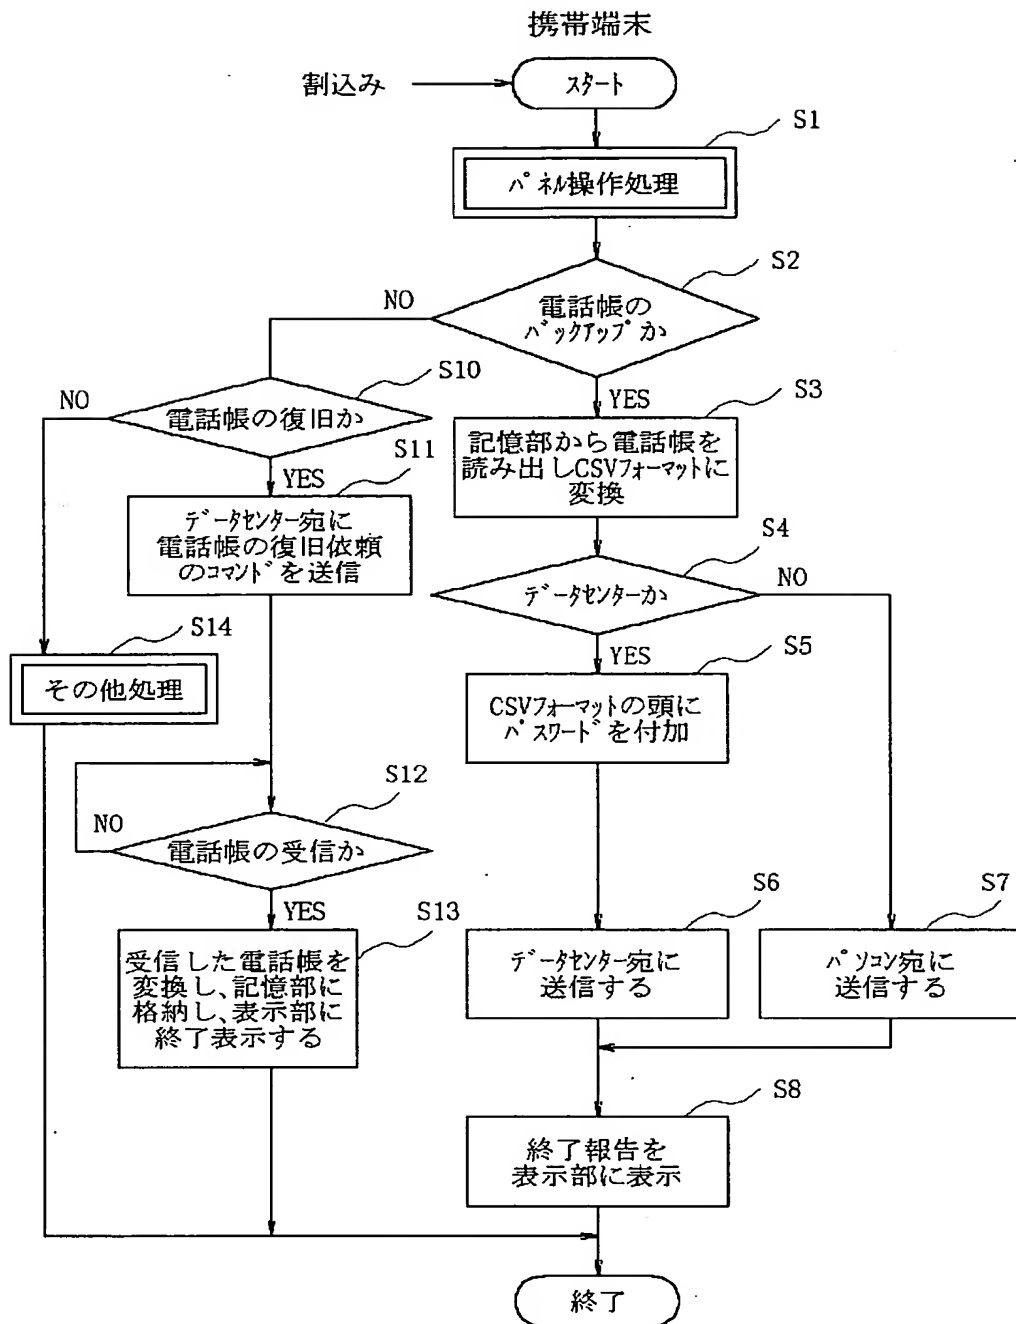 携帯端末
割込み
スタート
S1
パネル操作処理
S2
NO
電話帳の
バックアップか
S10
YES
S3
NO
電話帳の復旧か
記憶部から電話帳を
読み出しCSVフォーマットに
変換
S11
YES
データセンター宛に
電話帳の復旧依頼
のコマンドを送信
S4
データセンターか
NO
S14
YES
S5
その他処理
CSVフォーマットの頭に
パスワードを付加
S12
NO
電話帳の受信か
YES
S13
S6
S7
受信した電話帳を
変換し、記憶部に
格納し、表示部に
終了表示する
データセンター宛に
送信する
パソコン宛に
送信する
S8
終了報告を
表示部に表示
終了